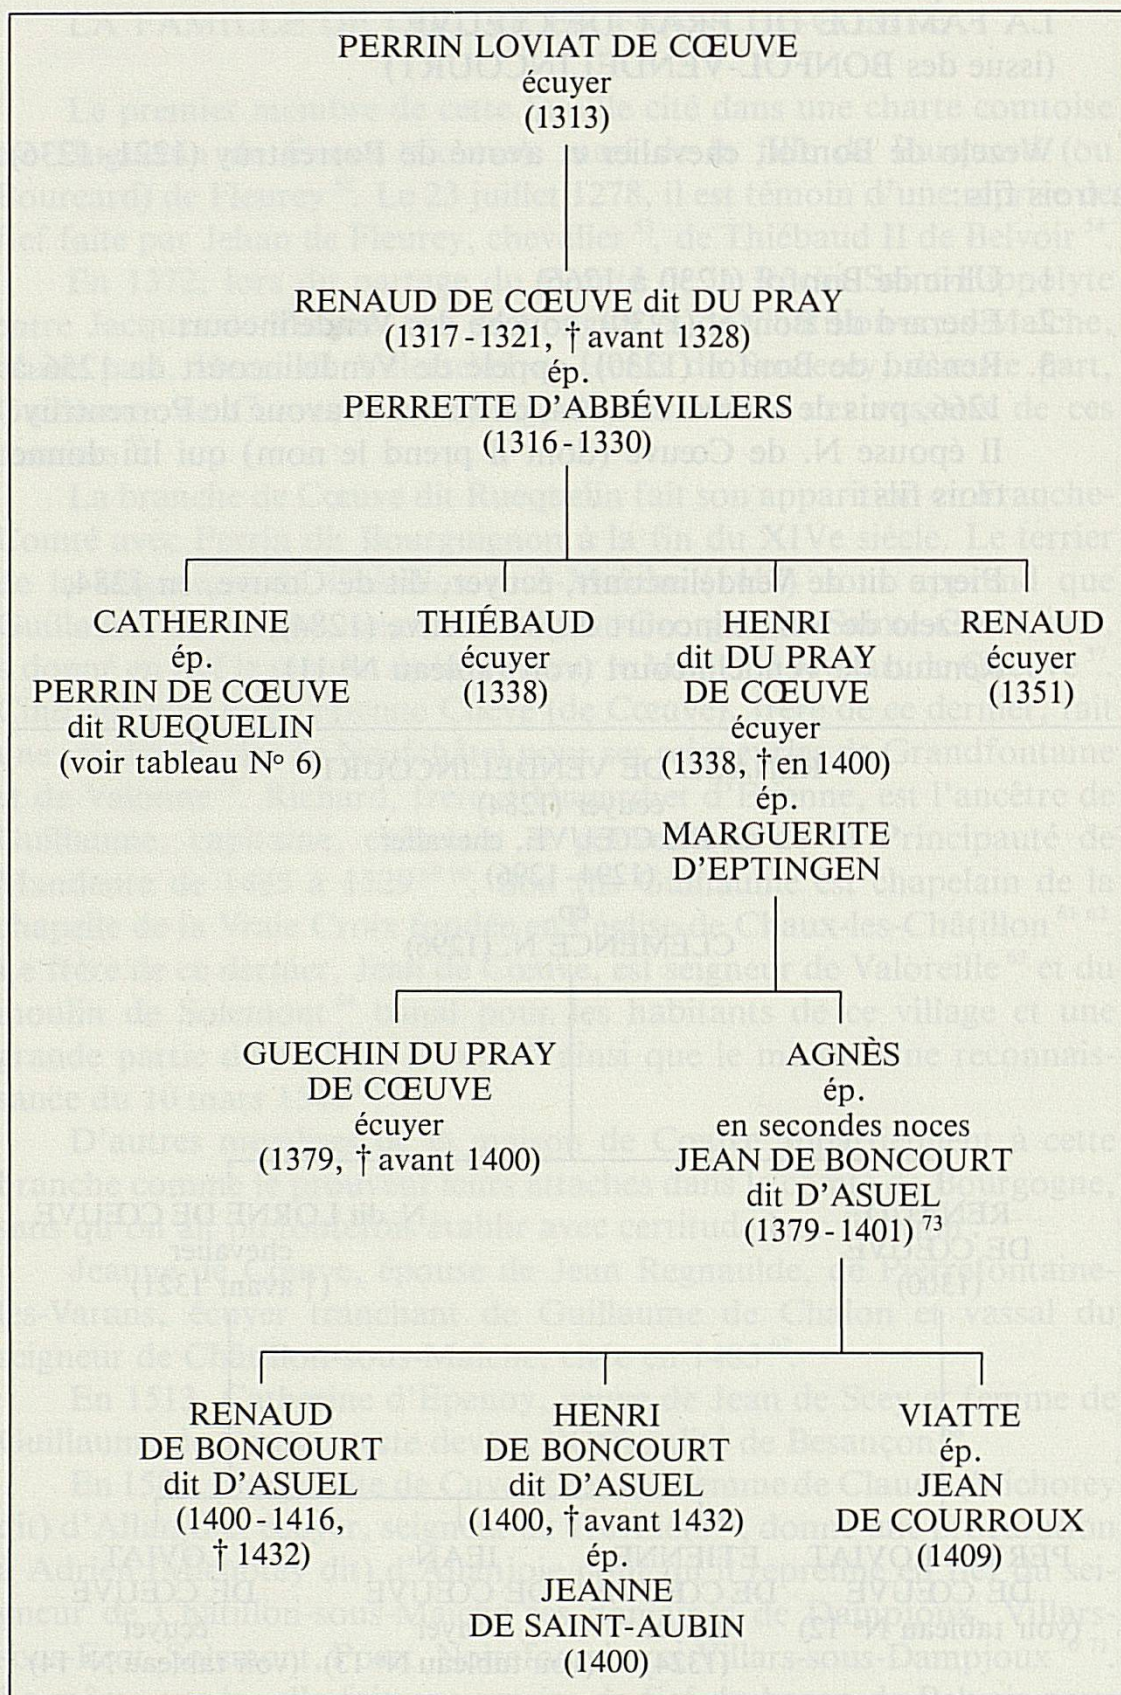 PERRIN LOVIAT DE CŒUVE
écuyer
(1313)
RENAUD DE CŒUVE dit DU PRAY
(1317-1321, † avant 1328)
ép.
PERRETTE D'ABBÉVILLERS
(1316-1330)
CATHERINE
ép.
PERRIN DE CŒUVE
dit RUEQUELIN
(voir tableau No 6)
THIÉBAUD
écuyer
(1338)
HENRI
dit DU PRAY
DE CŒUVE
écuyer
(1338, † en 1400)
ép.
MARGUERITE
D'EPTINGEN
RENAUD
écuyer
(1351)
GUECHIN DU PRAY
DE CŒUVE
écuyer
(1379, † avant 1400)
AGNÈS
ép.
en secondes noces
JEAN DE BONCOURT
dit D'ASUEL
(1379-1401) 73
RENAUD
DE BONCOURT
dit D'ASUEL
(1400-1416,
† 1432)
HENRI
DE BONCOURT
dit D'ASUEL
(1400, † avant 1432)
ép.
JEANNE
DE SAINT-AUBIN
(1400)
VIATTE
ép.
JEAN
DE COURROUX
(1409)